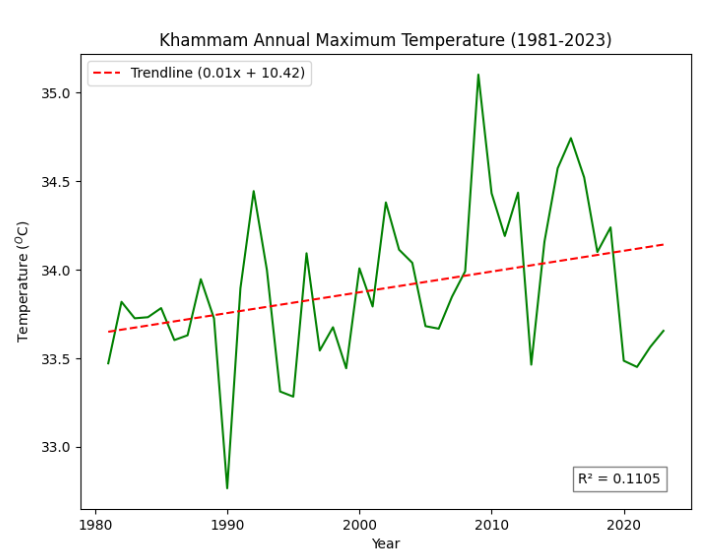 Khammam Annual Maximum Temperature (1981-2023)
Trendline (0.01x + 10.42)
35.0
34.5
34.0
33.5
33.0
Temperature (ᴼC)
R² = 0.1105
1980 1990 2000 2010 2020
Year